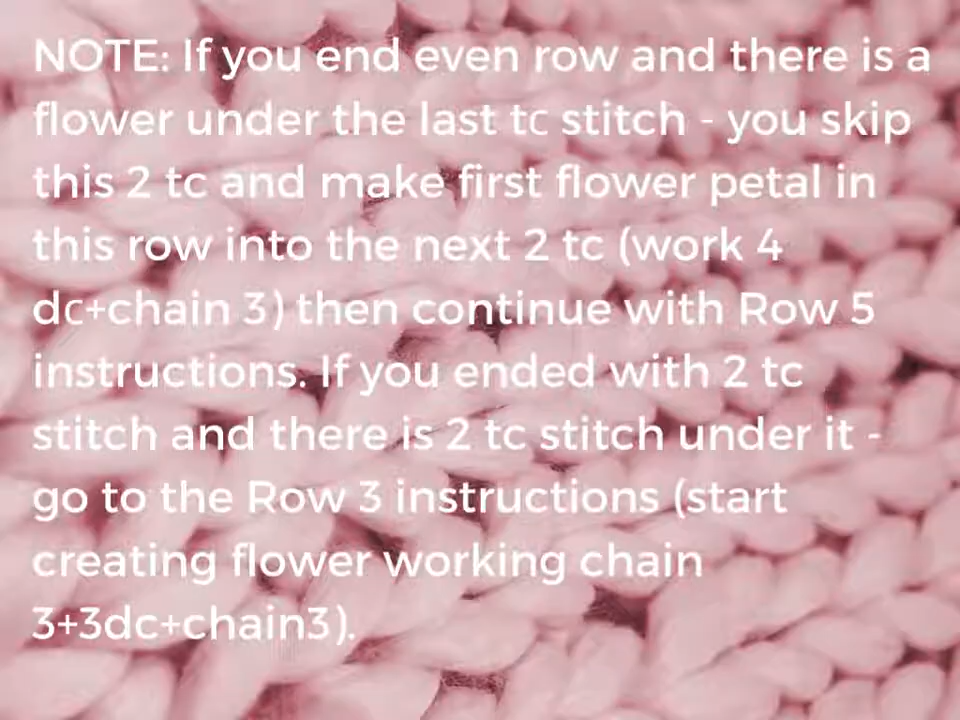 NOTE: If you end even row and there is a
flower under the last tc stitch - you skip
this 2 tc and make first flower petal in
this row into the next 2 tc (work 4
dc+chain 3) then continue with Row 5
instructions. If you ended with 2 tc
stitch and there is 2 tc stitch under it -
go to the Row 3 instructions (start
creating flower working chain
3+3dc+chain3).